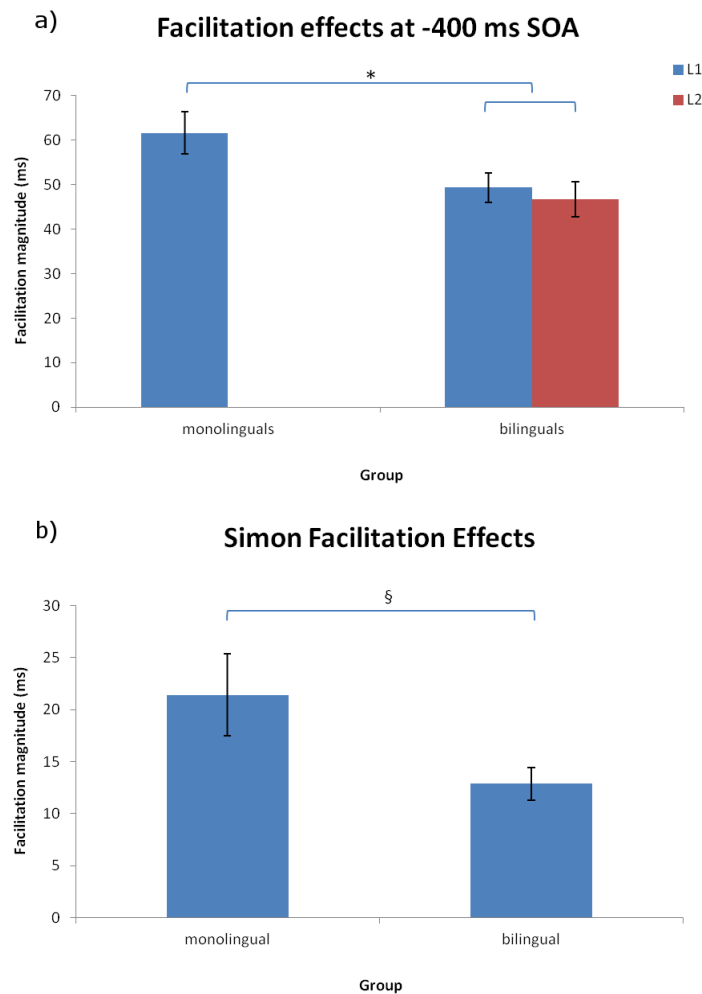 a)
Facilitation effects at -400 ms SOA
L1
L2
*
Facilitation magnitude (ms)
70
60
50
40
30
20
10
0
monolinguals bilinguals
Group
b)
Simon Facilitation Effects
§
Facilitation magnitude (ms)
30
25
20
15
10
5
0
monolingual bilingual
Group